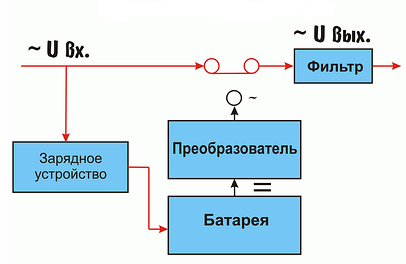 ~ U вх.
~ U вых.
Фильтр
~
Преобразователь
Зарядное
устройство
=
Батарея